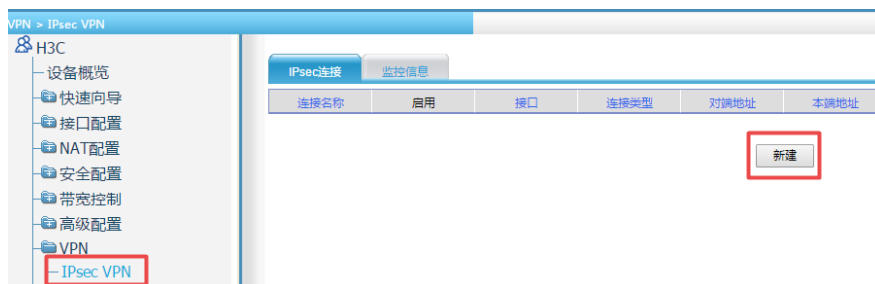 VPN > IPsec VPN
H3C
设备概览
快速向导
接口配置
NAT配置
安全配置
带宽控制
高级配置
VPN
IPsec VPN
IPsec连接 监控信息
连接名称 启用 接口 连接类型 对端地址 本端地址
新建